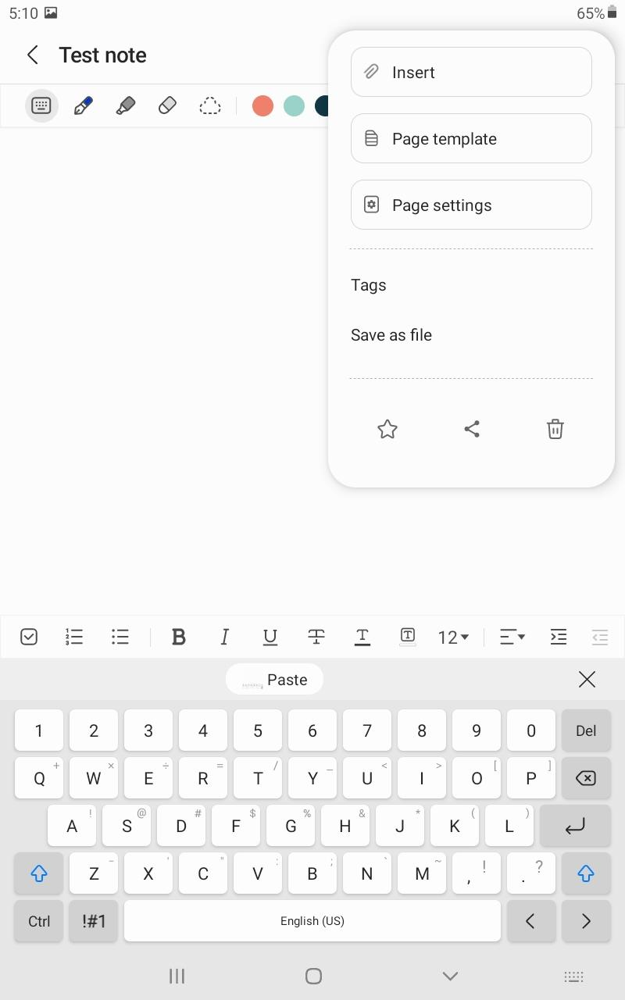 5:10
65%
Test note
Insert
Page template
Page settings
Tags
Save as file
B I U T T T 12
Paste
1 2 3 4 5 6 7 8 9 0 Del
Q + W × E ÷ R = T / Y _ U < I > O [ P ]
A ! S @ D # F $ G % H & J * K ( L )
Z - X ' C " V : B ; N ` M ~ , ! . ?
Ctrl !#1 English (US) < >